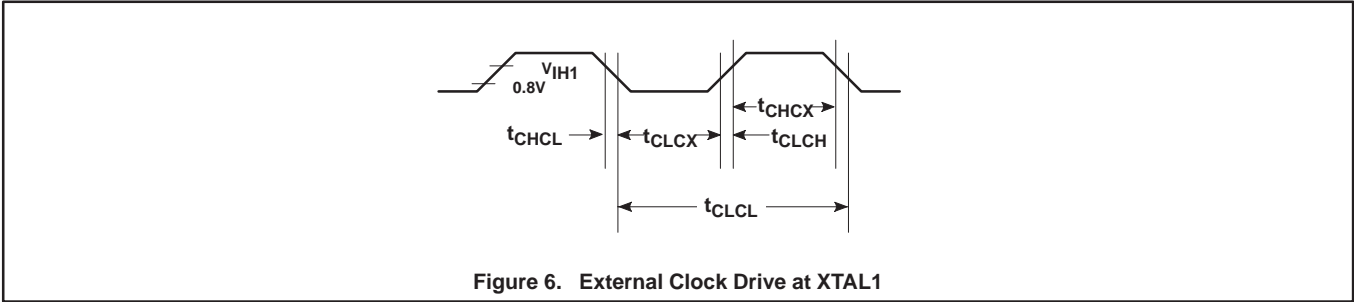 VIH1
0.8V
tCHCX
tCHCL tCLCX tCLCH
tCLCL
Figure 6. External Clock Drive at XTAL1